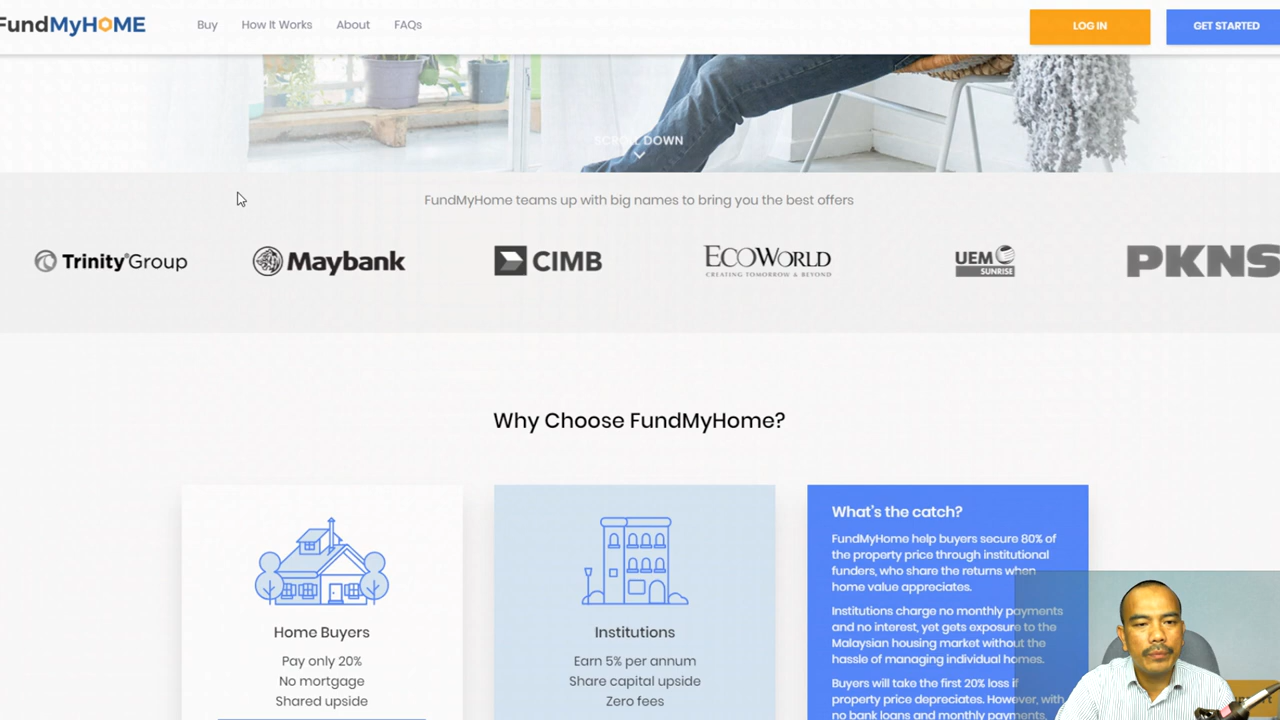 FundMyHOME
Buy
How It Works
About
FAQs
LOG IN
GET STARTED
SCROLL DOWN
FundMyHome teams up with big names to bring you the best offers
Trinity Group
Maybank
CIMB
ECOWORLD
CREATING TOMORROW & BEYOND
UEM
SUNRISE
PKNS
Why Choose FundMyHome?
Home Buyers
Pay only 20%
No mortgage
Shared upside
Institutions
Earn 5% per annum
Share capital upside
Zero fees
What's the catch?
FundMyHome help buyers secure 80% of
the property price through institutional
funders, who share the returns when
home value appreciates.
Institutions charge no monthly payments
and no interest, yet gets exposure to the
Malaysian housing market without the
hassle of managing individual homes.
Buyers will take the first 20% loss if
property price depreciates. However, with
no bank loans and monthly payments,